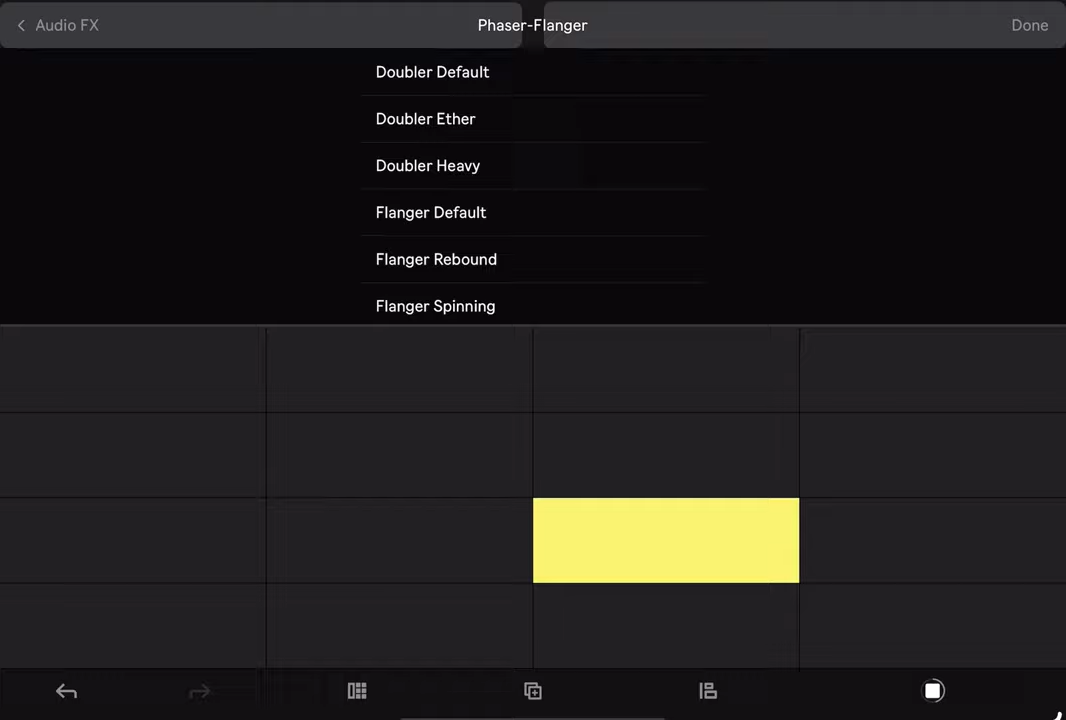 Audio FX
Phaser-Flanger
Done
Doubler Default
Doubler Ether
Doubler Heavy
Flanger Default
Flanger Rebound
Flanger Spinning